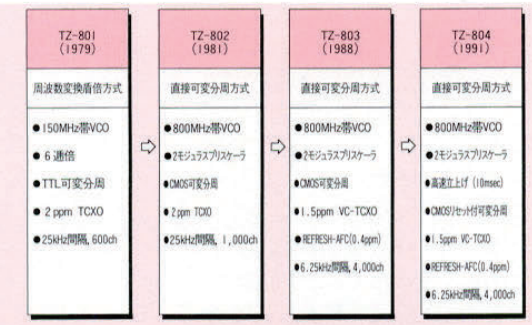 TZ-801
(1979)
周波数変換逓倍方式
●150MHz帯VCO
●6逓倍
●TTL可変分周
●2ppm TCXO
●25kHz間隔,600ch
TZ-802
(1981)
直接可変分周方式
●800MHz帯VCO
●2モジュラスプリスケーラ
●CMOS可変分周
●2ppm TCXO
●25kHz間隔,1,000ch
TZ-803
(1988)
直接可変分周方式
●800MHz帯VCO
●2モジュラスプリスケーラ
●CMOS可変分周
●1.5ppm VC-TCXO
●REFRESH-AFC(0.4ppm)
●6.25kHz間隔,4,000ch
TZ-804
(1991)
直接可変分周方式
●800MHz帯VCO
●2モジュラスプリスケーラ
●高速立上げ (10msec)
●CMOSリセット付可変分周
●1.5ppm VC-TCXO
●REFRESH-AFC(0.4ppm)
●6.25kHz間隔,4,000ch